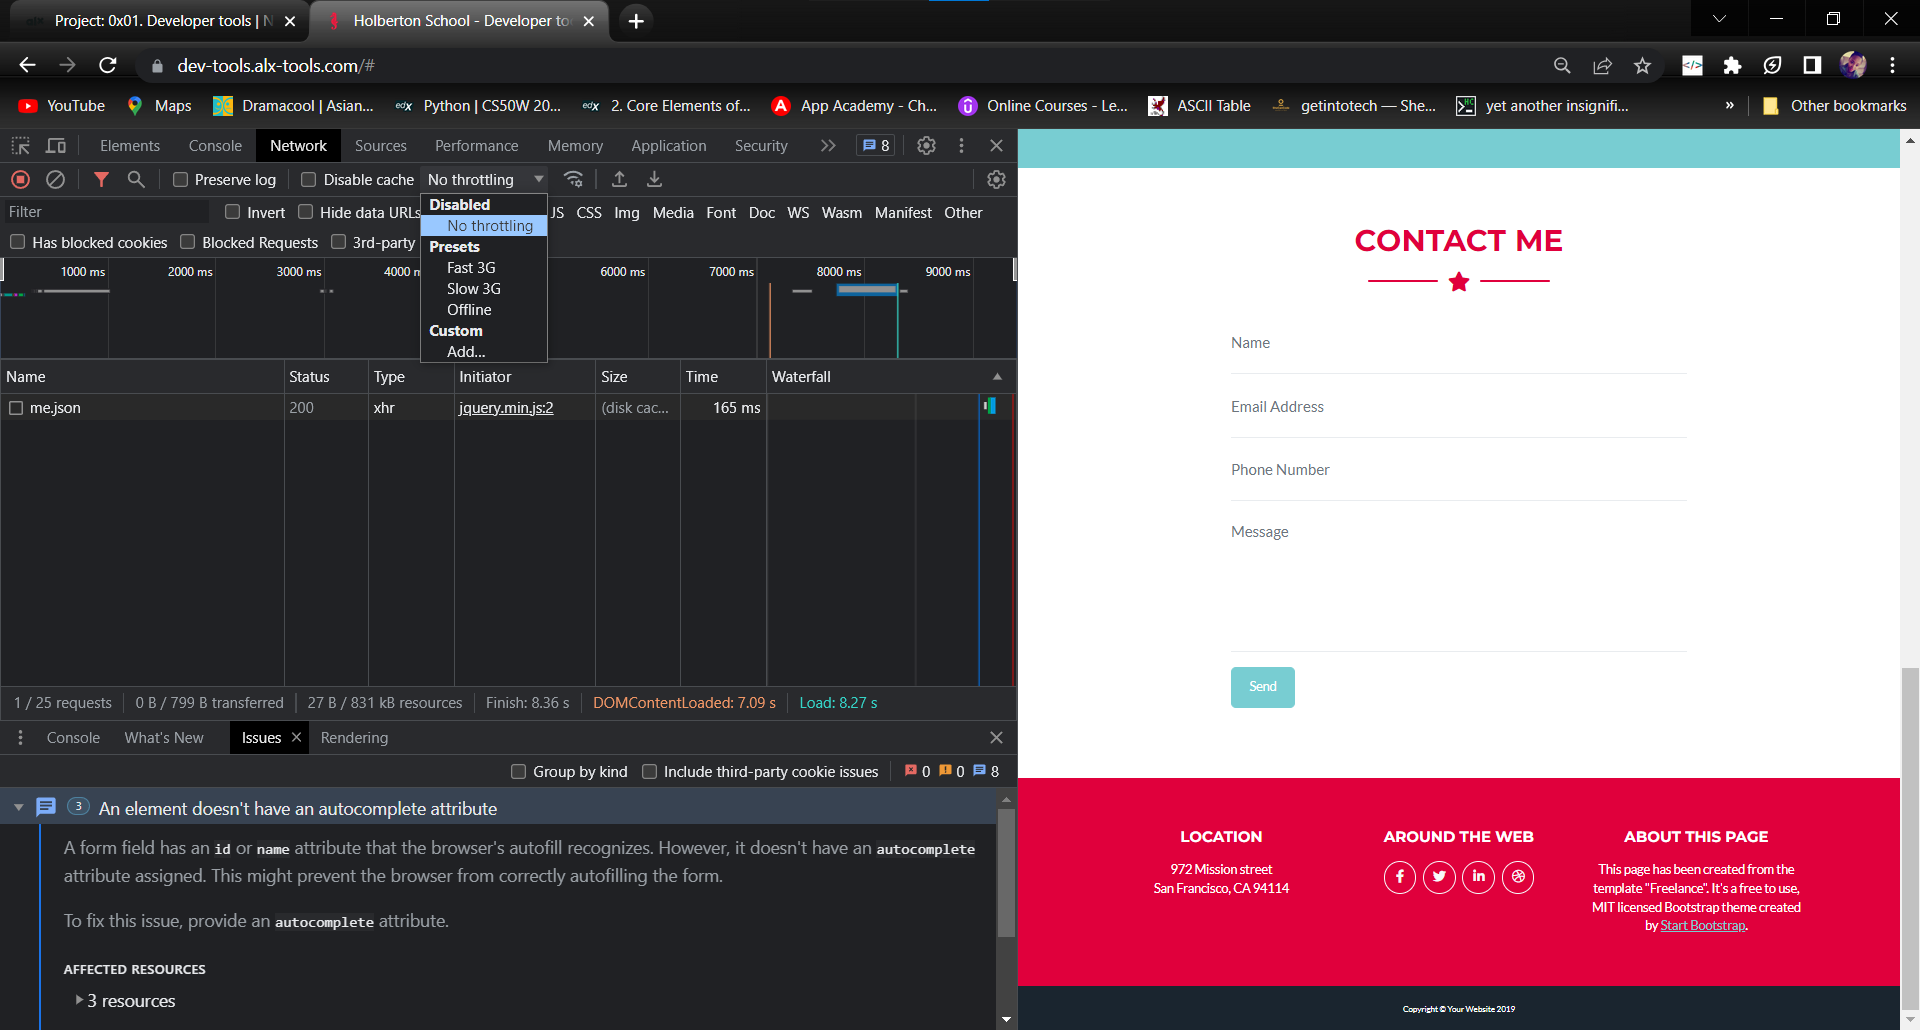 Project: 0x01. Developer tools | N
Holberton School - Developer too
dev-tools.alx-tools.com/#
YouTube
Maps
Dramacool | Asian...
edX Python | CS50W 20...
edX 2. Core Elements of...
App Academy - Ch...
Online Courses - Le...
ASCII Table
getintotech — She...
yet another insignifi...
»
Other bookmarks
Elements Console Network Sources Performance Memory Application Security 8
Preserve log Disable cache No throttling
Filter Invert Hide data URLs JS CSS Img Media Font Doc WS Wasm Manifest Other
Has blocked cookies Blocked Requests 3rd-party
Disabled
No throttling
Presets
Fast 3G
Slow 3G
Offline
Custom
Add...
1000 ms 2000 ms 3000 ms 4000 m 6000 ms 7000 ms 8000 ms 9000 ms
Name Status Type Initiator Size Time Waterfall
me.json 200 xhr jquery.min.js:2 (disk cac... 165 ms
1 / 25 requests 0 B / 799 B transferred 27 B / 831 kB resources Finish: 8.36 s DOMContentLoaded: 7.09 s Load: 8.27 s
Console What's New Issues Rendering
Group by kind Include third-party cookie issues 0 0 8
3 An element doesn't have an autocomplete attribute
A form field has an id or name attribute that the browser's autofill recognizes. However, it doesn't have an autocomplete
attribute assigned. This might prevent the browser from correctly autofilling the form.
To fix this issue, provide an autocomplete attribute.
AFFECTED RESOURCES
3 resources
CONTACT ME
Name
Email Address
Phone Number
Message
Send
LOCATION
972 Mission street
San Francisco, CA 94114
AROUND THE WEB
ABOUT THIS PAGE
This page has been created from the
template "Freelance". It's a free to use,
MIT licensed Bootstrap theme created
by Start Bootstrap.
Copyright © Your Website 2019